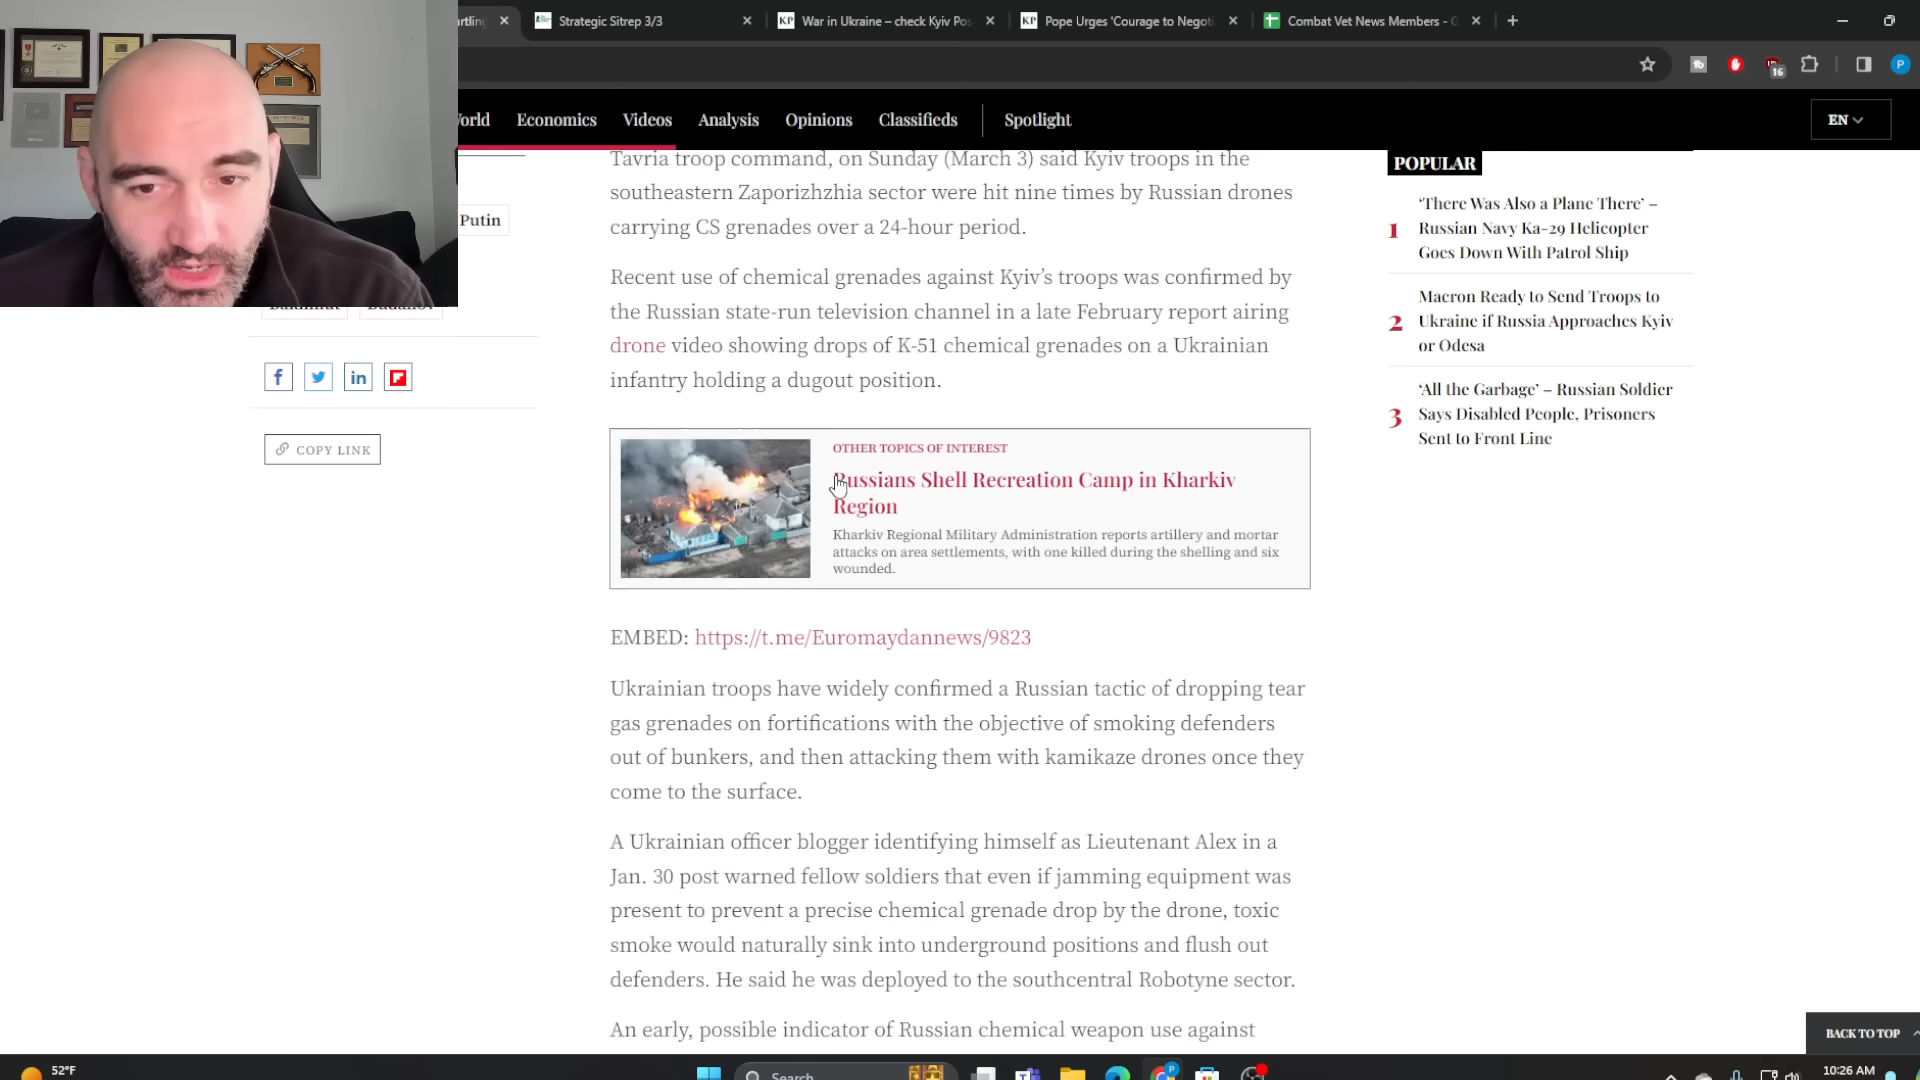 Strategic Sitrep 3/3
War in Ukraine – check Kyiv Pos
Pope Urges 'Courage to Negoti
Combat Vet News Members - G
16
P
Economics
Videos
Analysis
Opinions
Classifieds
Spotlight
EN
Putin
COPY LINK
Tavria troop command, on Sunday (March 3) said Kyiv troops in the
southeastern Zaporizhzhia sector were hit nine times by Russian drones
carrying CS grenades over a 24-hour period.
Recent use of chemical grenades against Kyiv's troops was confirmed by
the Russian state-run television channel in a late February report airing
drone video showing drops of K-51 chemical grenades on a Ukrainian
infantry holding a dugout position.
OTHER TOPICS OF INTEREST
Russians Shell Recreation Camp in Kharkiv
Region
Kharkiv Regional Military Administration reports artillery and mortar
attacks on area settlements, with one killed during the shelling and six
wounded.
EMBED: https://t.me/Euromaydannews/9823
Ukrainian troops have widely confirmed a Russian tactic of dropping tear
gas grenades on fortifications with the objective of smoking defenders
out of bunkers, and then attacking them with kamikaze drones once they
come to the surface.
A Ukrainian officer blogger identifying himself as Lieutenant Alex in a
Jan. 30 post warned fellow soldiers that even if jamming equipment was
present to prevent a precise chemical grenade drop by the drone, toxic
smoke would naturally sink into underground positions and flush out
defenders. He said he was deployed to the southcentral Robotyne sector.
An early, possible indicator of Russian chemical weapon use against
POPULAR
1
'There Was Also a Plane There' –
Russian Navy Ka-29 Helicopter
Goes Down With Patrol Ship
2
Macron Ready to Send Troops to
Ukraine if Russia Approaches Kyiv
or Odesa
3
'All the Garbage' – Russian Soldier
Says Disabled People, Prisoners
Sent to Front Line
BACK TO TOP
52°F
Search
10:26 AM